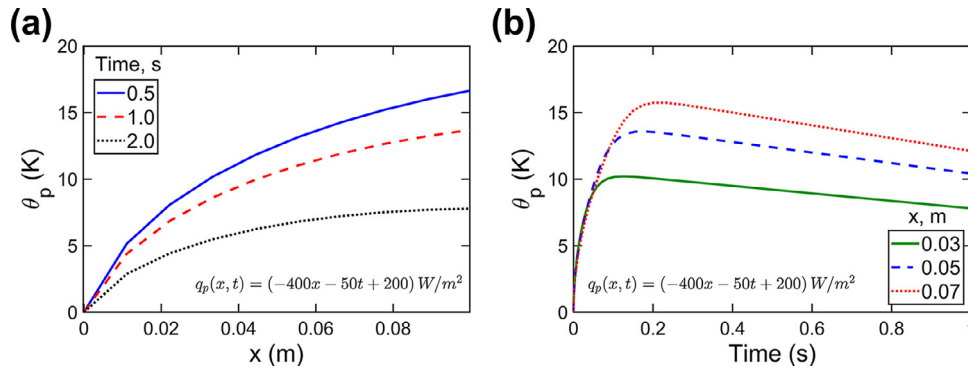 (a)
20
15
10
5
0
θp (K)
Time, s
0.5
1.0
2.0
qp(x, t) = (−400x − 50t + 200) W/m²
0 0.02 0.04 0.06 0.08
x (m)
(b)
20
15
10
5
0
θp (K)
x, m
0.03
0.05
0.07
qp(x, t) = (−400x − 50t + 200) W/m²
0 0.2 0.4 0.6 0.8
Time (s)